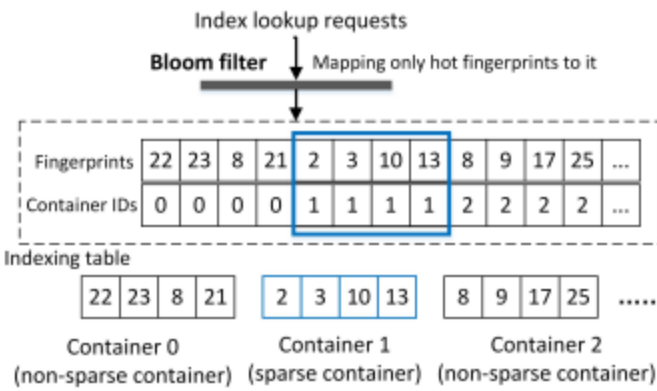 Index lookup requests
Bloom filter Mapping only hot fingerprints to it
Fingerprints 22 23 8 21 2 3 10 13 8 9 17 25 ...
Container IDs 0 0 0 0 1 1 1 1 2 2 2 2 ...
Indexing table
22 23 8 21 2 3 10 13 8 9 17 25 .....
Container 0 Container 1 Container 2
(non-sparse container) (sparse container) (non-sparse container)